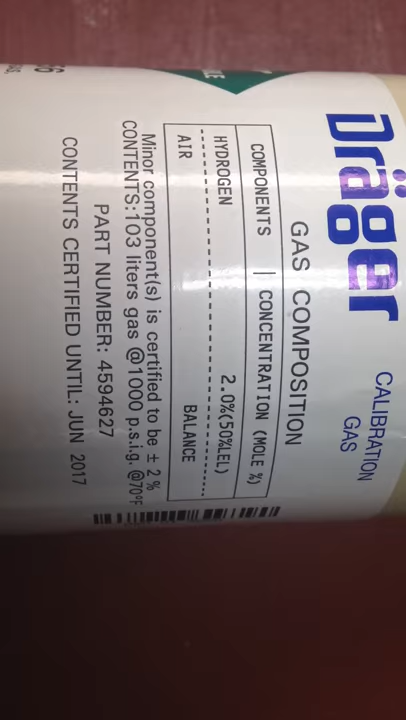 Dräger
CALIBRATION
GAS
GAS COMPOSITION
COMPONENTS | CONCENTRATION (MOLE %)
HYDROGEN 2.0%(50%LEL)
AIR BALANCE
Minor component(s) is certified to be ± 2 %
CONTENTS:103 liters gas @1000 p.s.i.g. @70°F
PART NUMBER: 4594627
CONTENTS CERTIFIED UNTIL: JUN 2017